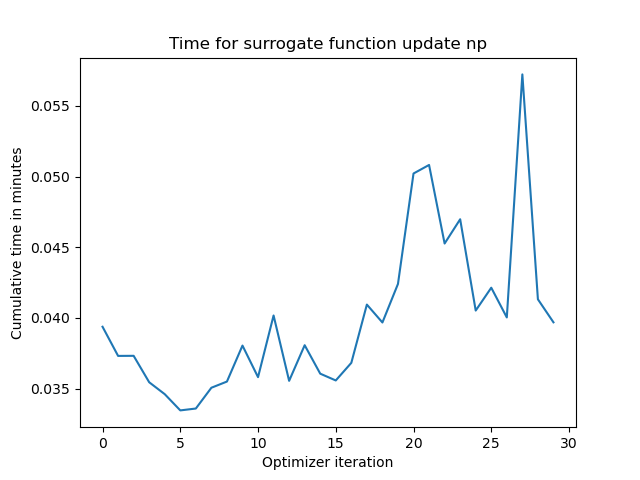 Time for surrogate function update np
Cumulative time in minutes
0.055
0.050
0.045
0.040
0.035
0 5 10 15 20 25 30
Optimizer iteration